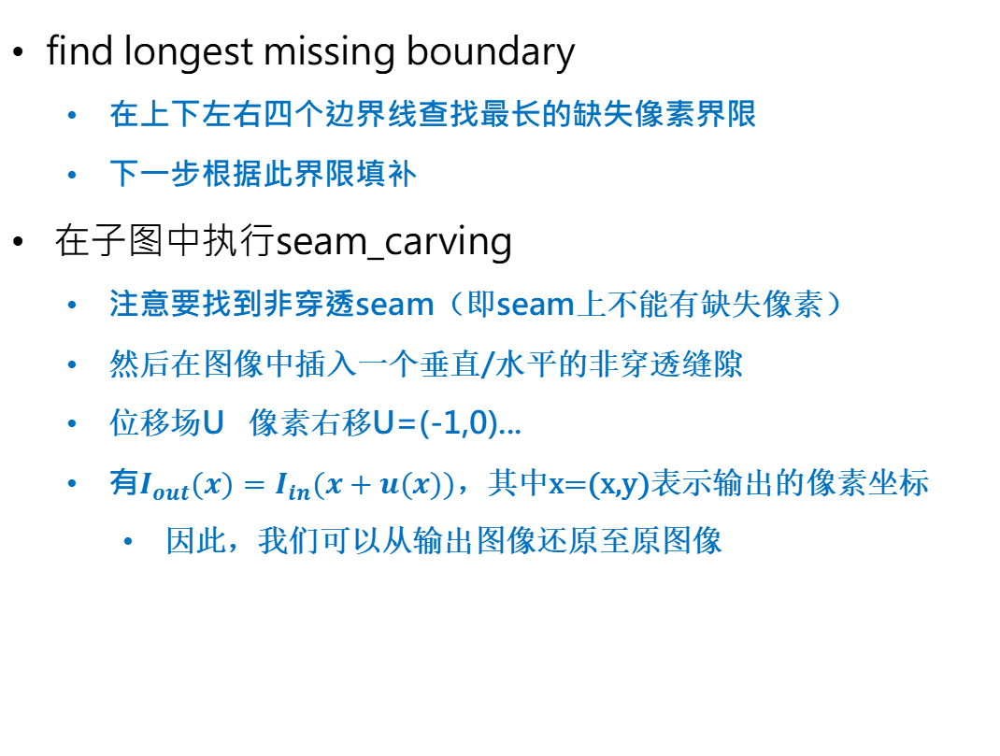 • find longest missing boundary
• 在上下左右四个边界线查找最长的缺失像素界限
• 下一步根据此界限填补
• 在子图中执行seam_carving
• 注意要找到非穿透seam（即seam上不能有缺失像素）
• 然后在图像中插入一个垂直/水平的非穿透缝隙
• 位移场U 像素右移U=(-1,0)...
• 有I_out(x) = I_in(x + u(x))，其中x=(x,y)表示输出的像素坐标
• 因此，我们可以从输出图像还原至原图像